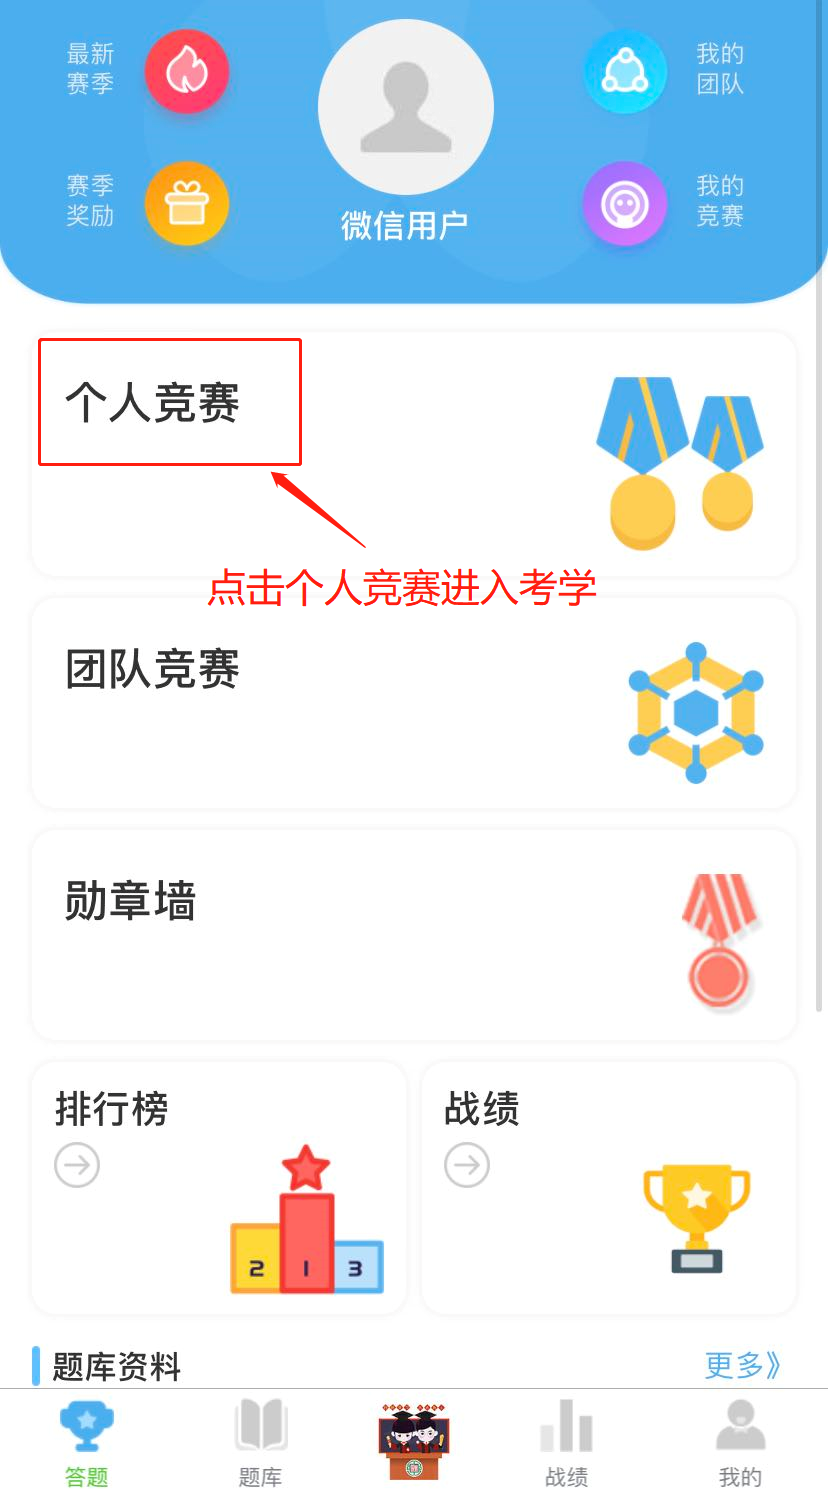 最新
赛季
我的
团队
赛季
奖励
我的
竞赛
微信用户
个人竞赛
点击个人竞赛进入考学
团队竞赛
勋章墙
排行榜
战绩
2 1 3
题库资料
更多》
答题
题库
战绩
我的